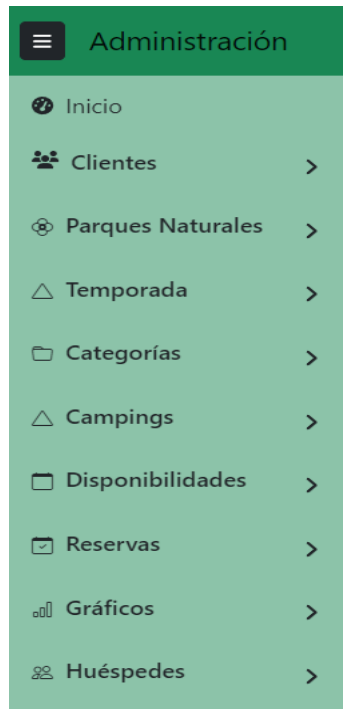 Administración
Inicio
Clientes
Parques Naturales
Temporada
Categorías
Campings
Disponibilidades
Reservas
Gráficos
Huéspedes